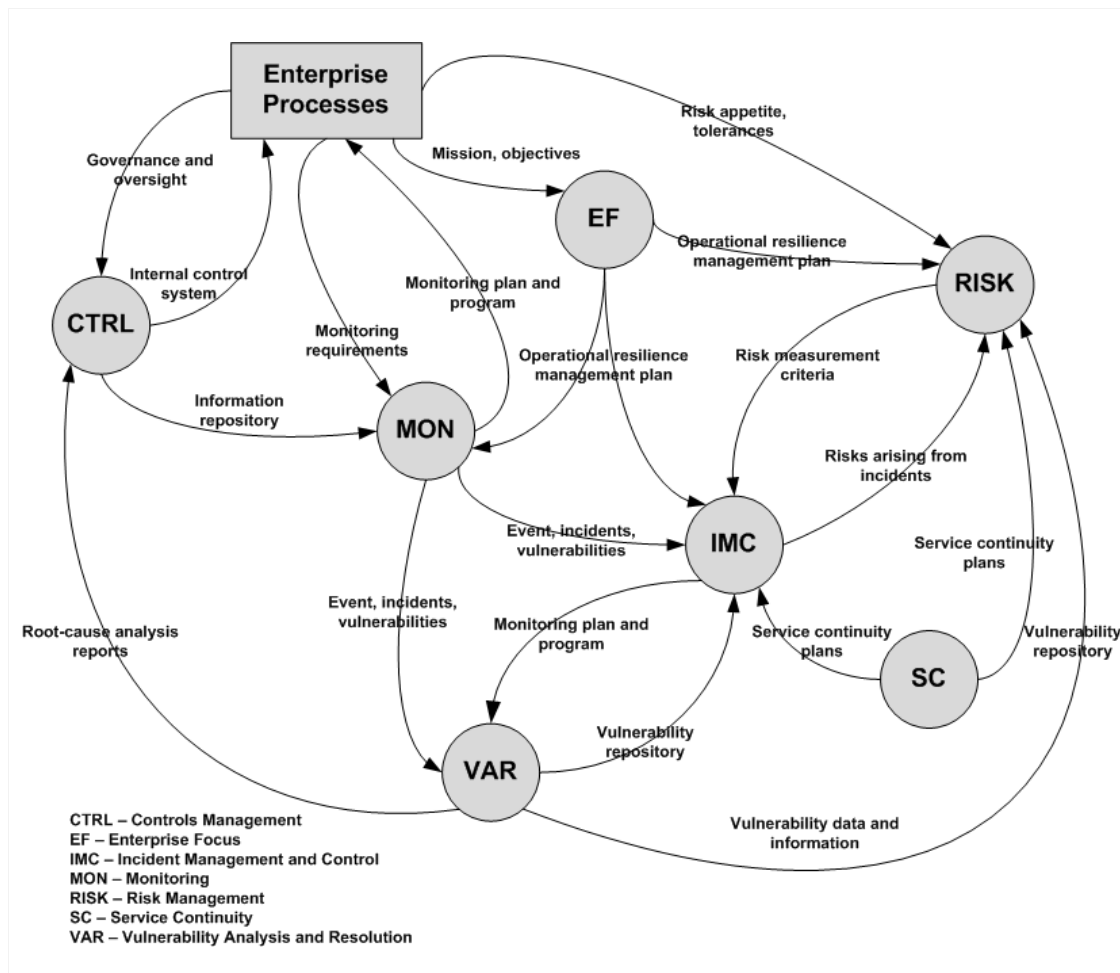 Enterprise
Processes
Risk appetite,
tolerances
Mission, objectives
Governance and
oversight
EF
Operational resilience
management plan
Internal control
system
Monitoring plan and
program
RISK
CTRL
Monitoring
requirements
Operational resilience
management plan
Risk measurement
criteria
Information
repository
MON
Risks arising from
incidents
Event, incidents,
vulnerabilities
IMC
Service continuity
plans
Event, incidents,
vulnerabilities
Root-cause analysis
reports
Monitoring plan and
program
Service continuity
plans
Vulnerability
repository
SC
Vulnerability
repository
VAR
Vulnerability data and
information
CTRL – Controls Management
EF – Enterprise Focus
IMC – Incident Management and Control
MON – Monitoring
RISK – Risk Management
SC – Service Continuity
VAR – Vulnerability Analysis and Resolution